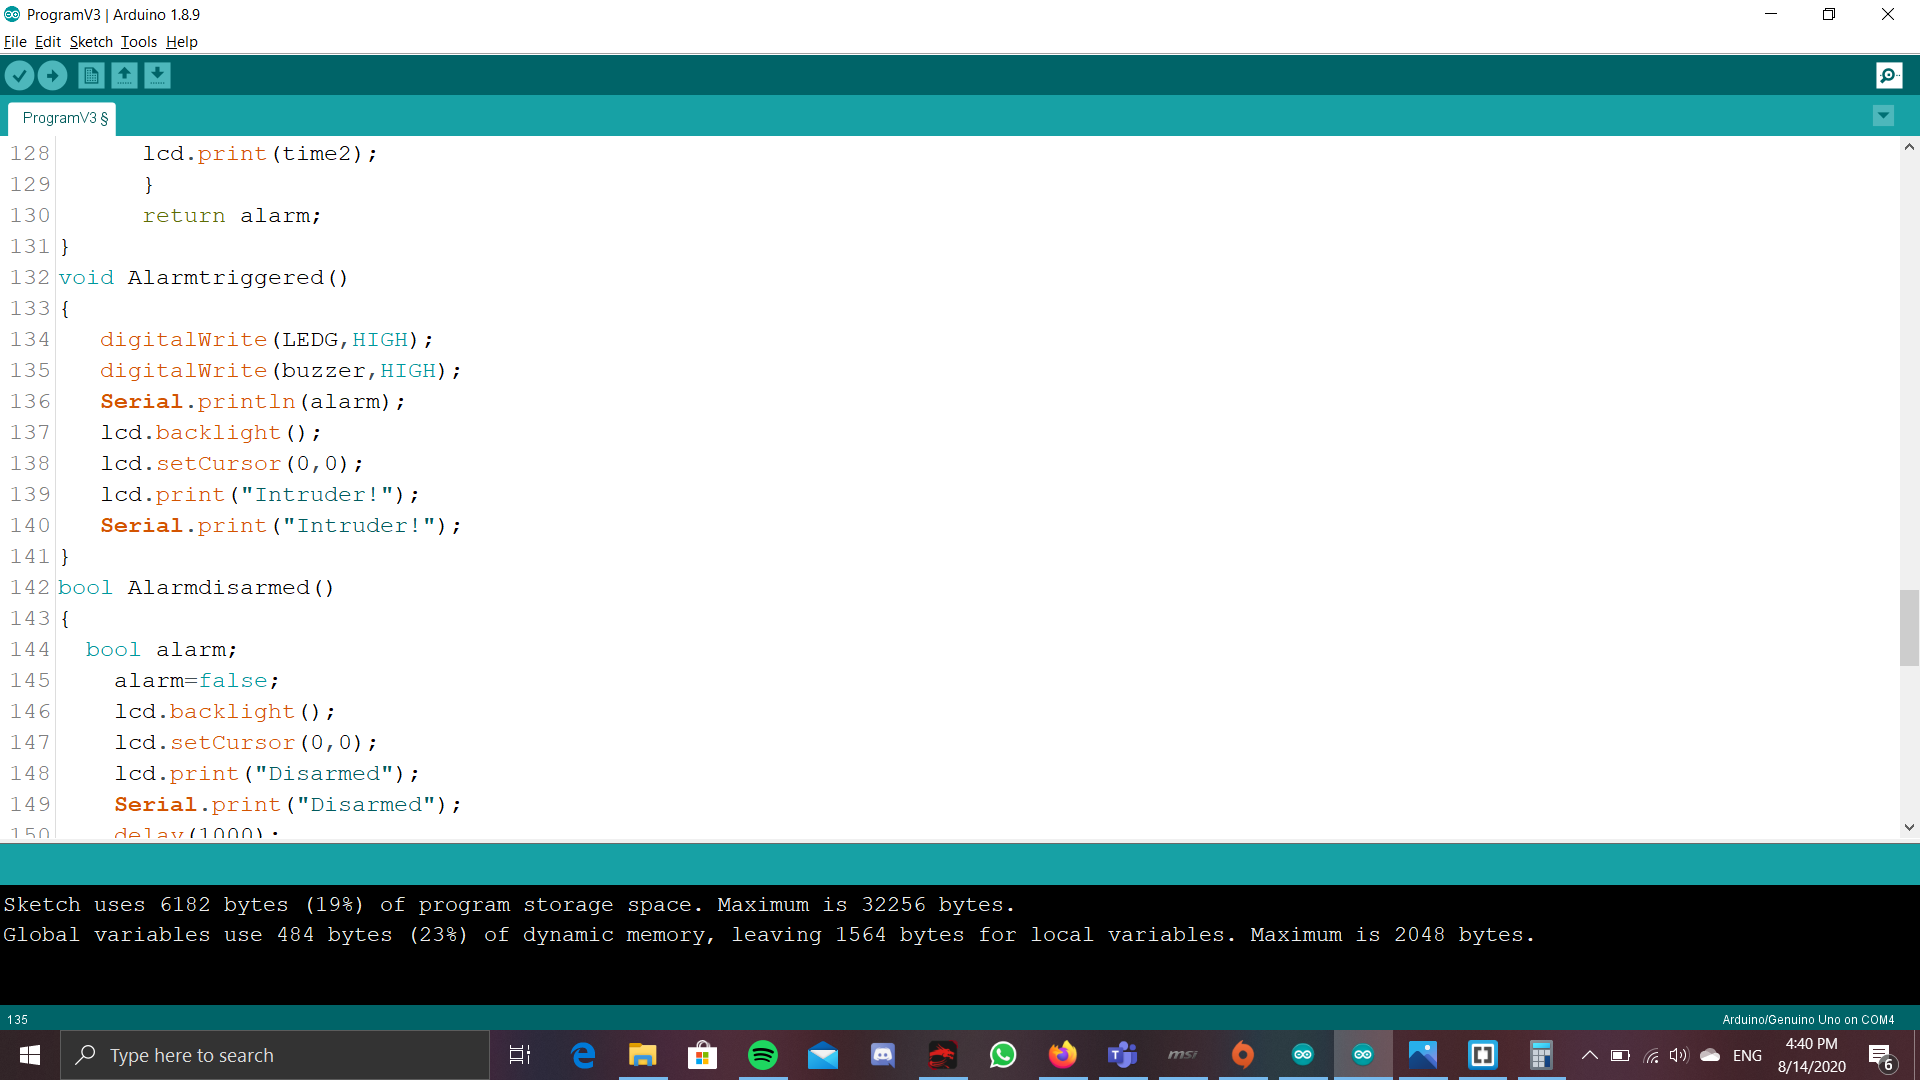 ProgramV3 | Arduino 1.8.9
File Edit Sketch Tools Help
ProgramV3 §
128 lcd.print(time2);
129 }
130 return alarm;
131 }
132 void Alarmtriggered()
133 {
134 digitalWrite(LEDG,HIGH);
135 digitalWrite(buzzer,HIGH);
136 Serial.println(alarm);
137 lcd.backlight();
138 lcd.setCursor(0,0);
139 lcd.print("Intruder!");
140 Serial.print("Intruder!");
141 }
142 bool Alarmdisarmed()
143 {
144 bool alarm;
145 alarm=false;
146 lcd.backlight();
147 lcd.setCursor(0,0);
148 lcd.print("Disarmed");
149 Serial.print("Disarmed");
150 delay(1000);
Sketch uses 6182 bytes (19%) of program storage space. Maximum is 32256 bytes.
Global variables use 484 bytes (23%) of dynamic memory, leaving 1564 bytes for local variables. Maximum is 2048 bytes.
135
Arduino/Genuino Uno on COM4
Type here to search
msi
ENG
4:40 PM
8/14/2020
6